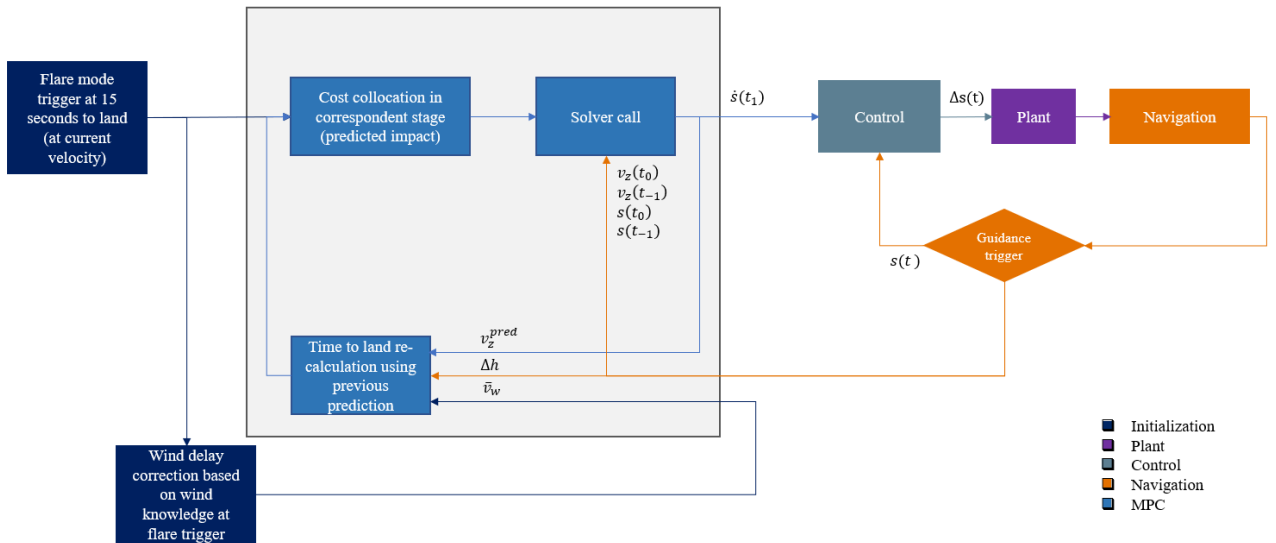 Flare mode
trigger at 15
seconds to land
(at current
velocity)
Cost collocation in
correspondent stage
(predicted impact)
Solver call
ṡ(t₁)
Control
Δs(t)
Plant
Navigation
v_z(t₀)
v_z(t₋₁)
s(t₀)
s(t₋₁)
Guidance
trigger
s(t)
Time to land re-
calculation using
previous
prediction
v_z^{pred}
Δh
v̄_w
Wind delay
correction based
on wind
knowledge at
flare trigger
Initialization
Plant
Control
Navigation
MPC